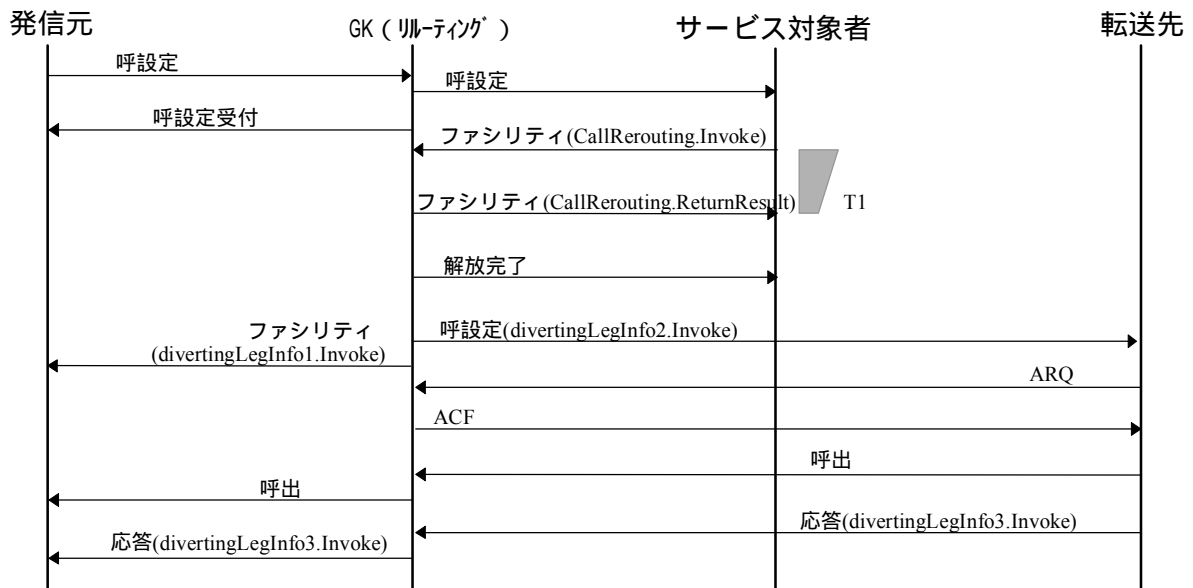 発信元
GK（ﾘﾙｰﾃｨﾝｸﾞ）
サービス対象者
転送先
呼設定
呼設定
呼設定受付
ファシリティ(CallRerouting.Invoke)
ファシリティ(CallRerouting.ReturnResult)
T1
解放完了
ファシリティ
(divertingLegInfo1.Invoke)
呼設定(divertingLegInfo2.Invoke)
ARQ
ACF
呼出
呼出
応答(divertingLegInfo3.Invoke)
応答(divertingLegInfo3.Invoke)